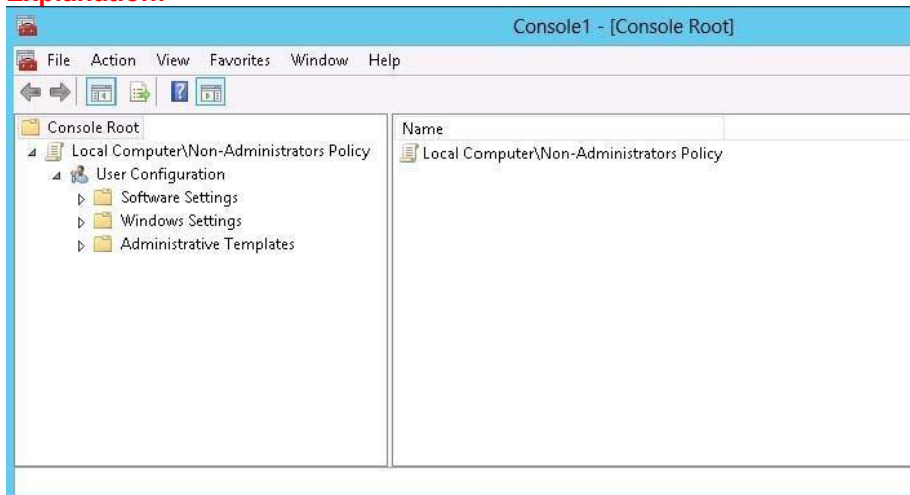 Explanation:
Console1 - [Console Root]
File Action View Favorites Window Help
Console Root
Local Computer\Non-Administrators Policy
User Configuration
Software Settings
Windows Settings
Administrative Templates
Name
Local Computer\Non-Administrators Policy